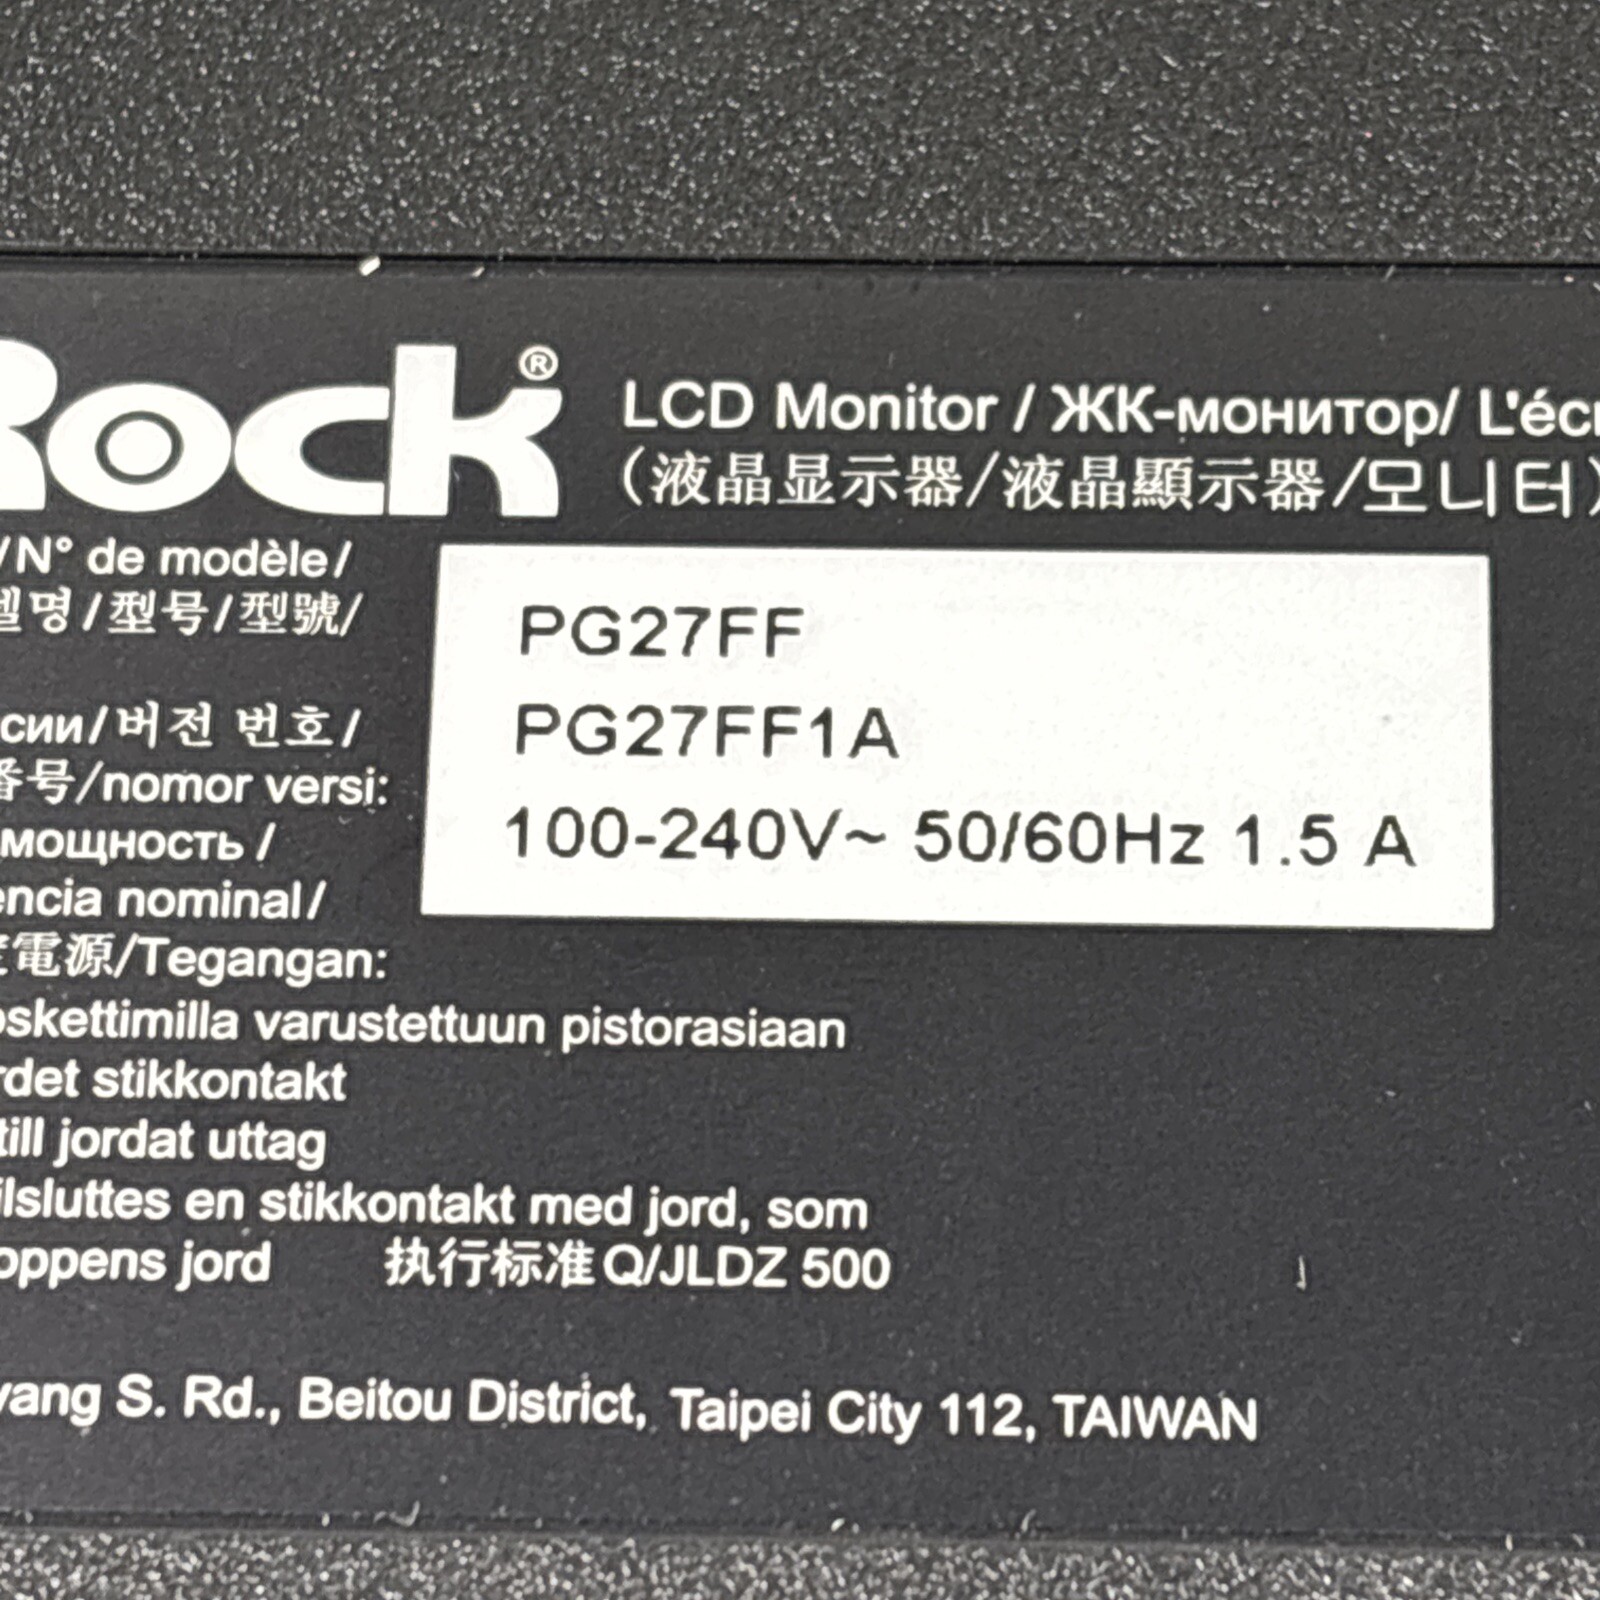 Rock®
LCD Monitor / ЖК-монитор/ L'écr
(液晶显示器/液晶顯示器/모니터)
/N° de modèle/
델명/型号/型號/
PG27FF
сии/버전 번호/
PG27FF1A
番号/nomor versi:
мощность /
100-240V~ 50/60Hz 1.5 A
encia nominal/
電源/Tegangan:
oskettimilla varustettuun pistorasiaan
rdet stikkontakt
till jordat uttag
ilsluttes en stikkontakt med jord, som
oppens jord 执行标准Q/JLDZ 500
yang S. Rd., Beitou District, Taipei City 112, TAIWAN